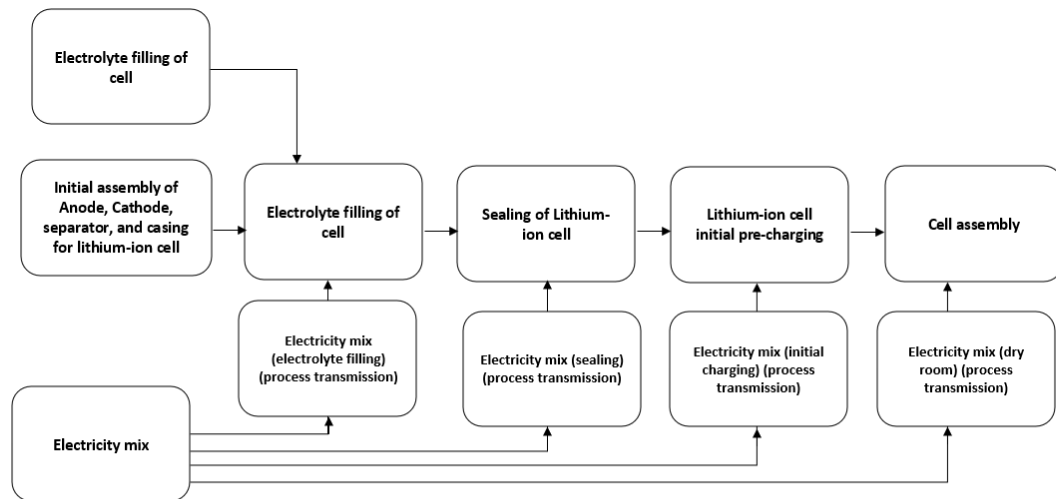 Electrolyte filling of
cell
Initial assembly of
Anode, Cathode,
separator, and casing
for lithium-ion cell
Electrolyte filling of
cell
Sealing of Lithium-
ion cell
Lithium-ion cell
initial pre-charging
Cell assembly
Electricity mix
(electrolyte filling)
(process transmission)
Electricity mix (sealing)
(process transmission)
Electricity mix (initial
charging) (process
transmission)
Electricity mix (dry
room) (process
transmission)
Electricity mix